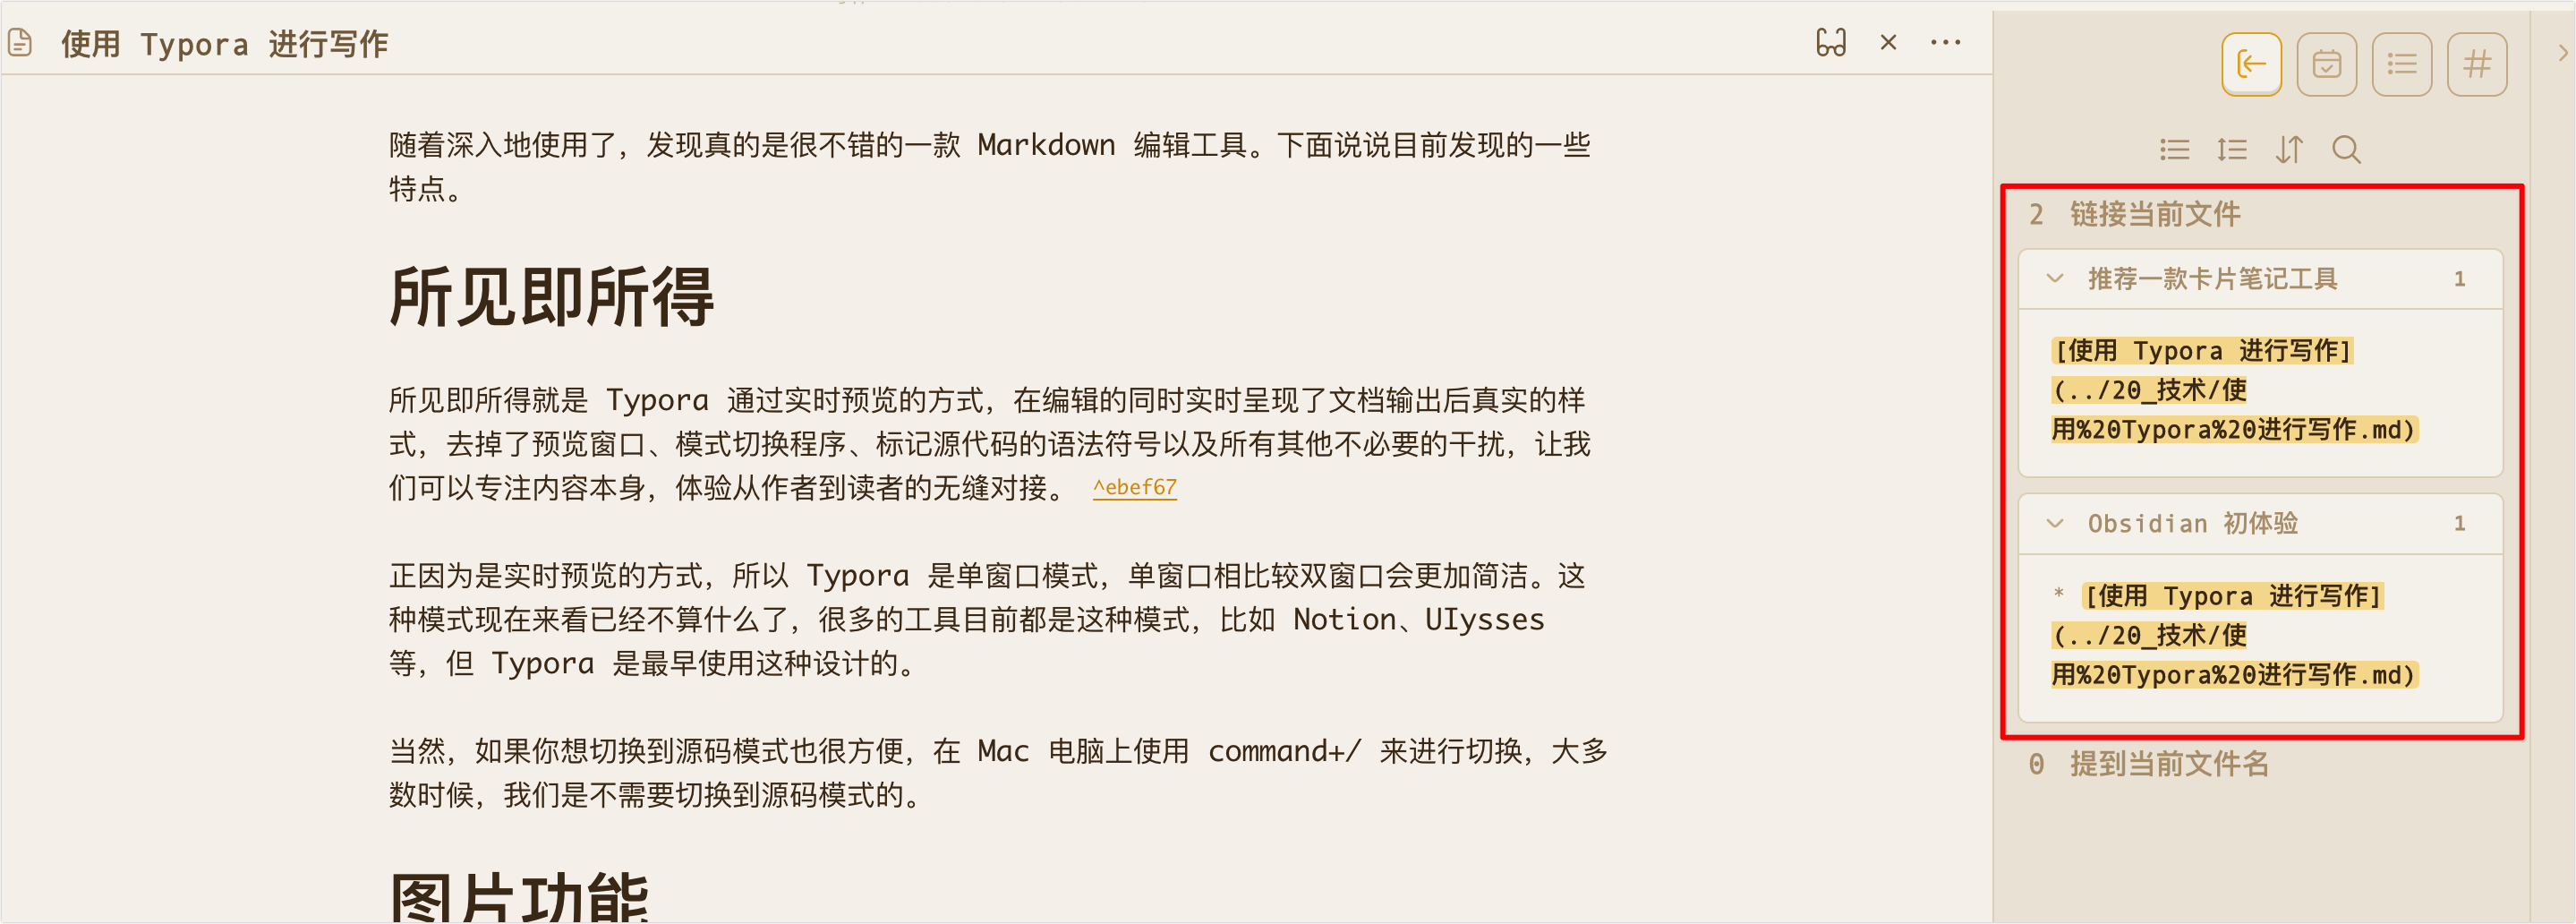 使用 Typora 进行写作
随着深入地使用了，发现真的是很不错的一款 Markdown 编辑工具。下面说说目前发现的一些
特点。
所见即所得
所见即所得就是 Typora 通过实时预览的方式，在编辑的同时实时呈现了文档输出后真实的样
式，去掉了预览窗口、模式切换程序、标记源代码的语法符号以及所有其他不必要的干扰，让我
们可以专注内容本身，体验从作者到读者的无缝对接。 ^ebef67
正因为是实时预览的方式，所以 Typora 是单窗口模式，单窗口相比较双窗口会更加简洁。这
种模式现在来看已经不算什么了，很多的工具目前都是这种模式，比如 Notion、UIysses
等，但 Typora 是最早使用这种设计的。
当然，如果你想切换到源码模式也很方便，在 Mac 电脑上使用 command+/ 来进行切换，大多
数时候，我们是不需要切换到源码模式的。
图片功能
2 链接当前文件
推荐一款卡片笔记工具 1
[使用 Typora 进行写作]
(../20_技术/使
用%20Typora%20进行写作.md)
Obsidian 初体验 1
* [使用 Typora 进行写作]
(../20_技术/使
用%20Typora%20进行写作.md)
0 提到当前文件名